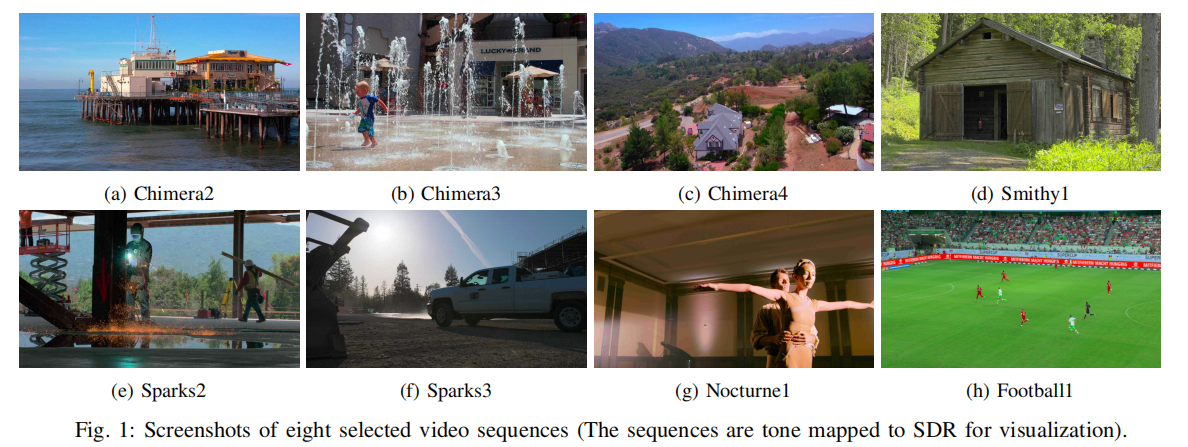 LUCKY BRAND
(a) Chimera2
(b) Chimera3
(c) Chimera4
(d) Smithy1
(e) Sparks2
(f) Sparks3
(g) Nocturne1
(h) Football1
Fig. 1: Screenshots of eight selected video sequences (The sequences are tone mapped to SDR for visualization).